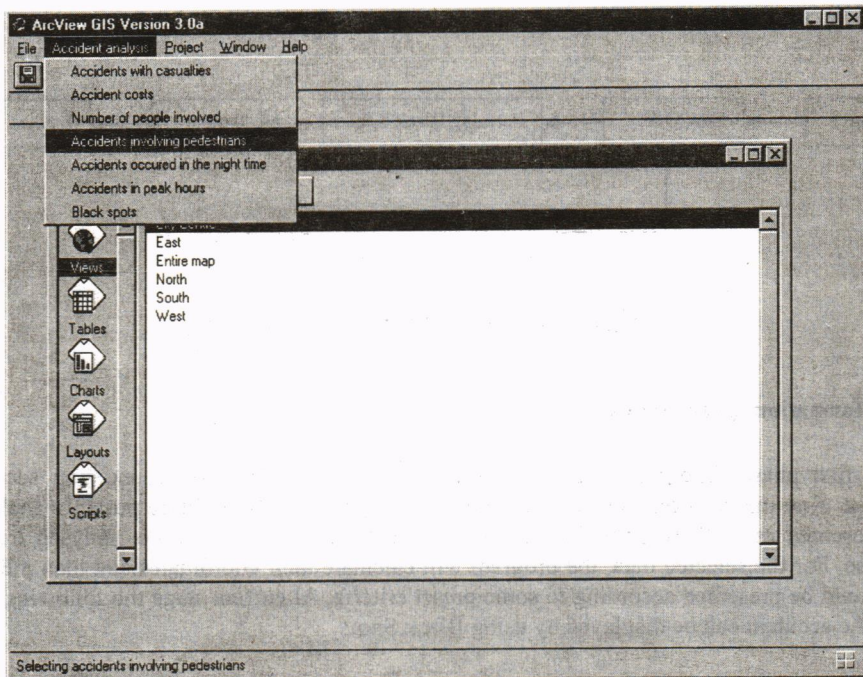 ArcView GIS Version 3.0a
File Accident analysis Project Window Help
Accidents with casualties
Accident costs
Number of people involved
Accidents involving pedestrians
Accidents occured in the night time
Accidents in peak hours
Black spots
East
Entire map
North
South
West
Views
Tables
Charts
Layouts
Scripts
Selecting accidents involving pedestrians